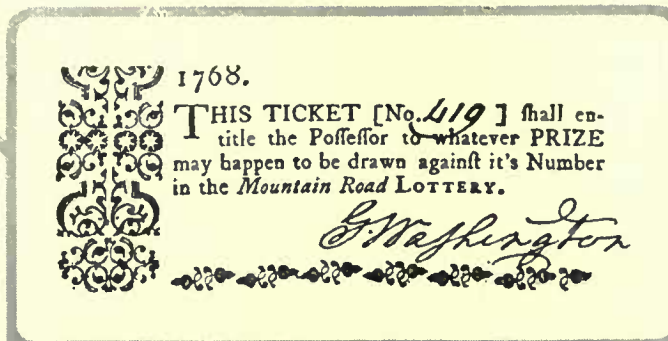 1768.
THIS TICKET [No. 419 ] ſhall en-
title the Poſſeſſor to whatever PRIZE
may happen to be drawn againſt it's Number
in the Mountain Road LOTTERY.
G Waſhington